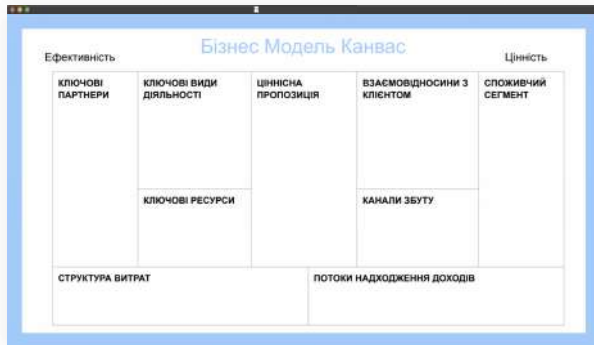 Бізнес Модель Канвас
Ефективність
Цінність
КЛЮЧОВІ
ПАРТНЕРИ
КЛЮЧОВІ ВИДИ
ДІЯЛЬНОСТІ
ЦІННІСНА
ПРОПОЗИЦІЯ
ВЗАЄМОВІДНОСИНИ З
КЛІЄНТОМ
СПОЖИВЧИЙ
СЕГМЕНТ
КЛЮЧОВІ РЕСУРСИ
КАНАЛИ ЗБУТУ
СТРУКТУРА ВИТРАТ
ПОТОКИ НАДХОДЖЕННЯ ДОХОДІВ